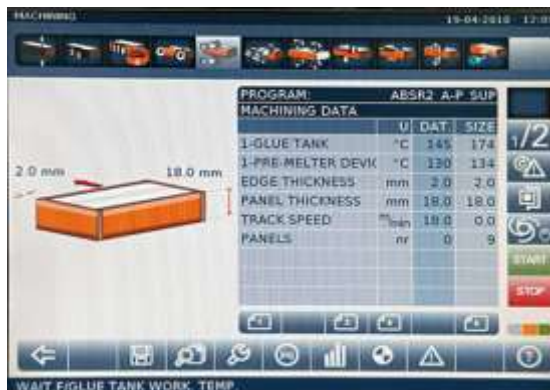 MACHINING
19-04-2018 12:0
PROGRAM: ABSR2 A-P SUP
MACHINING DATA
U DAT. SIZE
1-GLUE TANK °C 145 174
1-PRE-MELTER DEVIC °C 130 134
EDGE THICKNESS mm 2.0 2.0
PANEL THICKNESS mm 18.0 18.0
TRACK SPEED m/min 18.0 0.0
PANELS nr 0 9
2.0 mm
18.0 mm
1/2
START
STOP
WAIT F/GLUE TANK WORK. TEMP